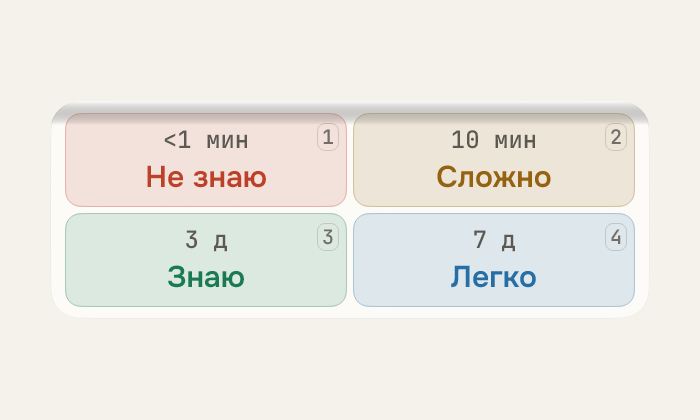 <1 мин 1
Не знаю
10 мин 2
Сложно
3 д 3
Знаю
7 д 4
Легко